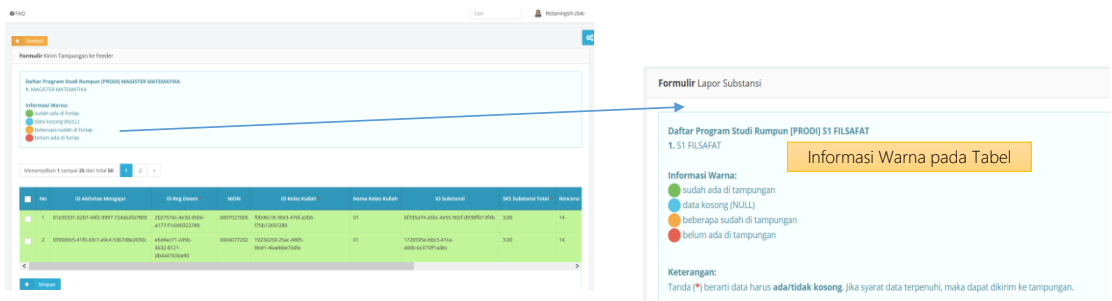 FAQ
Cari
Kembali
Formulir Kirim Tampungan ke Feeder
Daftar Program Studi Rumpun [PRODI] MAGISTER MATEMATIKA
1. MAGISTER MATEMATIKA
Informasi Warna:
sudah ada di forlap
data kosong (NULL)
beberapa sudah di forlap
belum ada di forlap
Menampilkan 1 sampai 25 dari total 50 1 2 »
No ID Aktivitas Mengajar ID Reg Dosen NIDN ID Kelas Kuliah Nama Kelas Kuliah ID Substansi SKS Substansi Total Rencana
1 01 3.00 14
2 01 3.00 14
Simpan
Formulir Lapor Substansi
Daftar Program Studi Rumpun [PRODI] S1 FILSAFAT
1. S1 FILSAFAT
Informasi Warna pada Tabel
Informasi Warna:
sudah ada di tampungan
data kosong (NULL)
beberapa sudah di tampungan
belum ada di tampungan
Keterangan:
Tanda (*) berarti data harus ada/tidak kosong. Jika syarat data terpenuhi, maka dapat dikirim ke tampungan.